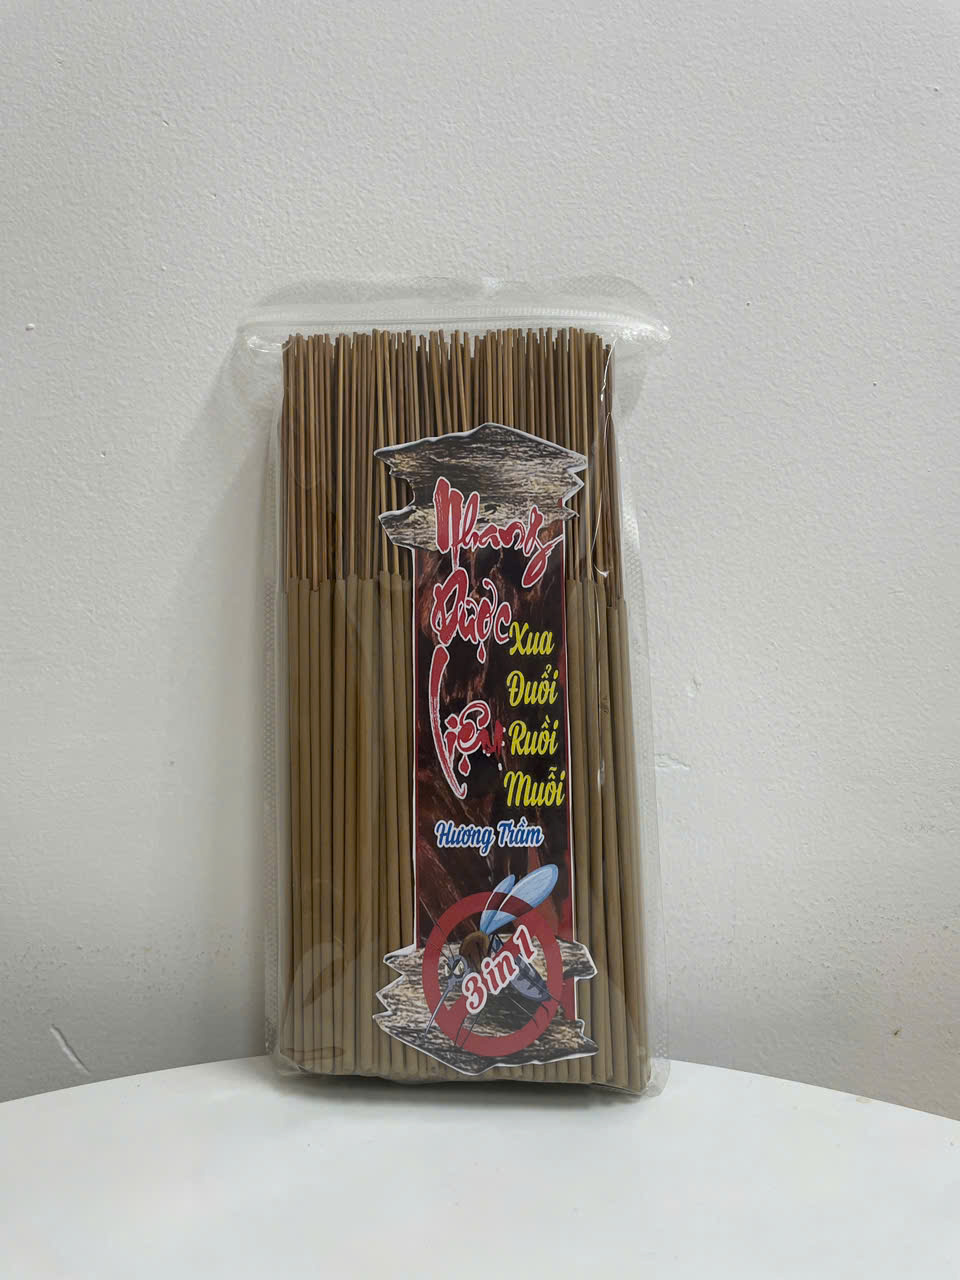 Nhang
Dược
Liệu
Xua
Đuổi
Ruồi
Muỗi
Hương Trầm
3 in 1